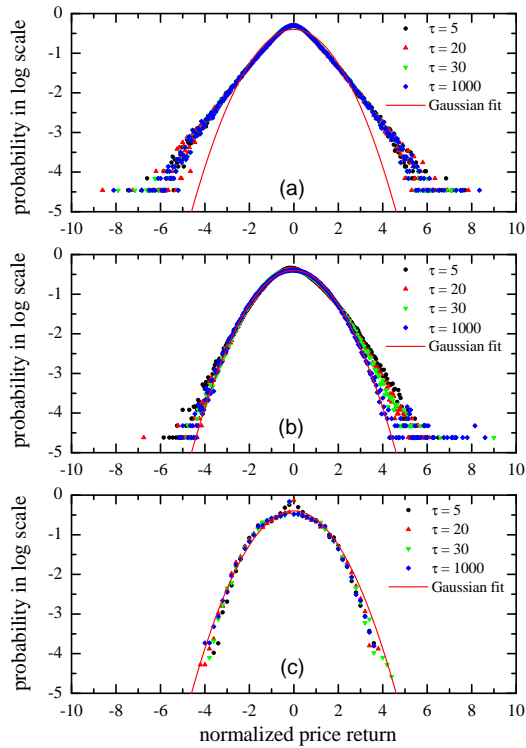 0
-1
-2
-3
-4
-5
probability in log scale
τ = 5
τ = 20
τ = 30
τ = 1000
Gaussian fit
(a)
-10 -8 -6 -4 -2 0 2 4 6 8 10
0
-1
-2
-3
-4
-5
probability in log scale
τ = 5
τ = 20
τ = 30
τ = 1000
Gaussian fit
(b)
-10 -8 -6 -4 -2 0 2 4 6 8 10
0
-1
-2
-3
-4
-5
probability in log scale
τ = 5
τ = 20
τ = 30
τ = 1000
Gaussian fit
(c)
-10 -8 -6 -4 -2 0 2 4 6 8 10
normalized price return